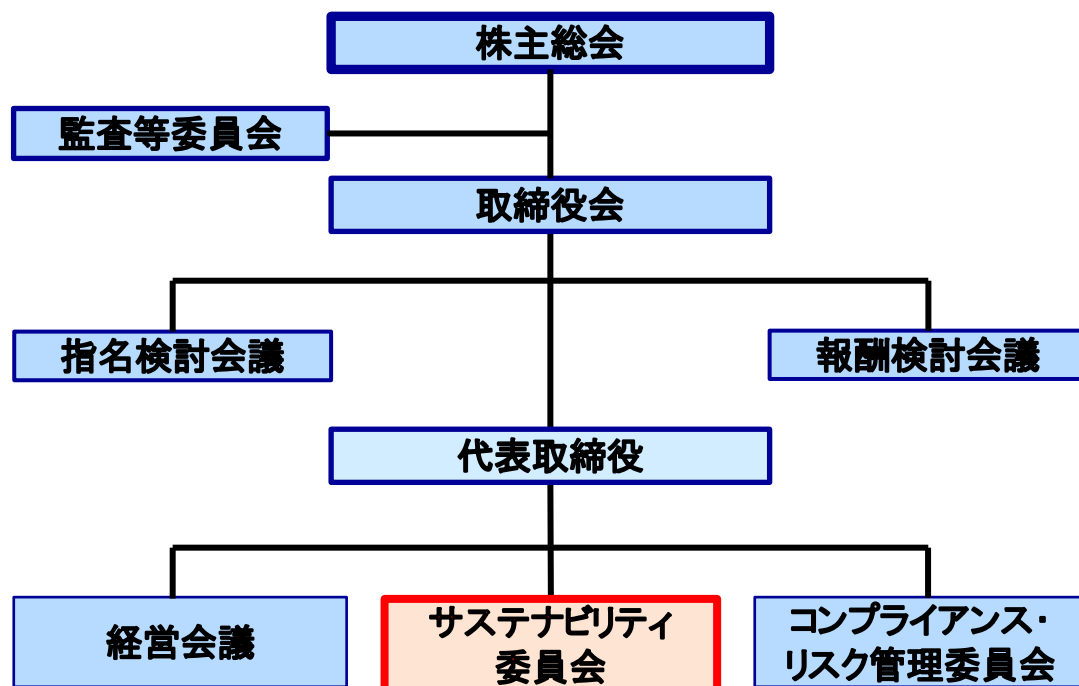 株主総会
監査等委員会
取締役会
指名検討会議
報酬検討会議
代表取締役
経営会議
サステナビリティ
委員会
コンプライアンス・
リスク管理委員会